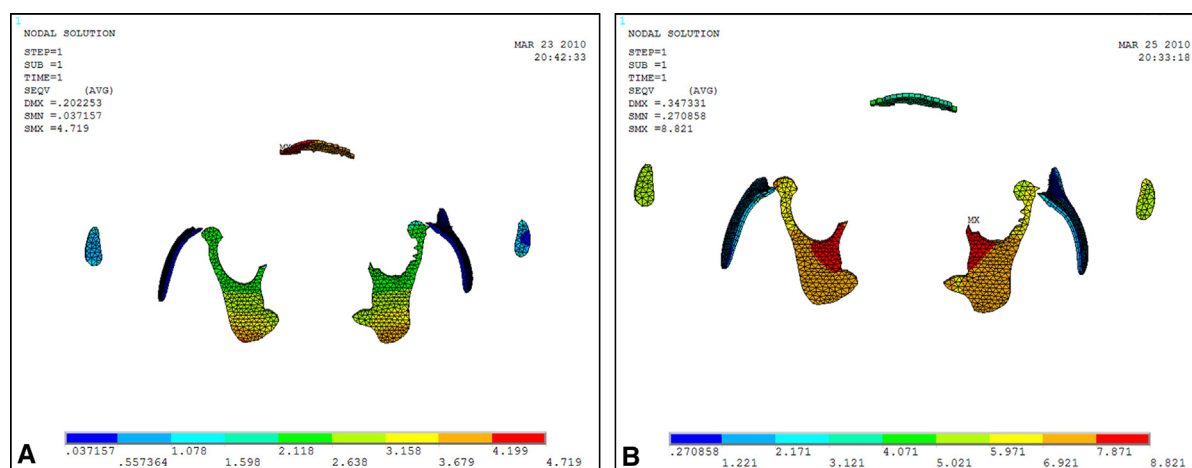 1
NODAL SOLUTION
STEP=1
SUB =1
TIME=1
SEQV (AVG)
DMX =.202253
SMN =.037157
SMX =4.719
MAR 23 2010
20:42:33
MX
.037157 1.078 2.118 3.158 4.199
.557364 1.598 2.638 3.679 4.719
A
1
NODAL SOLUTION
STEP=1
SUB =1
TIME=1
SEQV (AVG)
DMX =.347331
SMN =.270858
SMX =8.821
MAR 25 2010
20:33:18
MX
.270858 2.171 4.071 5.971 7.871
1.221 3.121 5.021 6.921 8.821
B